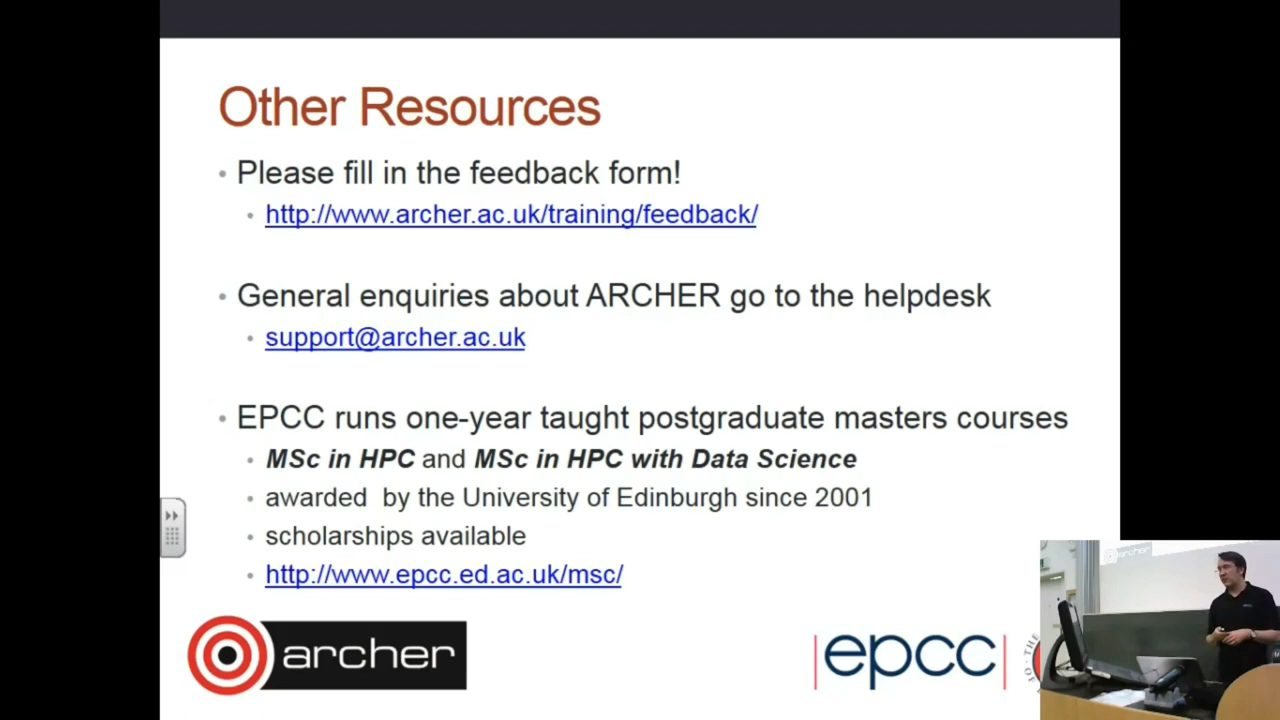 Other Resources
• Please fill in the feedback form!
• http://www.archer.ac.uk/training/feedback/
• General enquiries about ARCHER go to the helpdesk
• support@archer.ac.uk
• EPCC runs one-year taught postgraduate masters courses
• MSc in HPC and MSc in HPC with Data Science
• awarded by the University of Edinburgh since 2001
• scholarships available
• http://www.epcc.ed.ac.uk/msc/
archer
|epcc|
archer